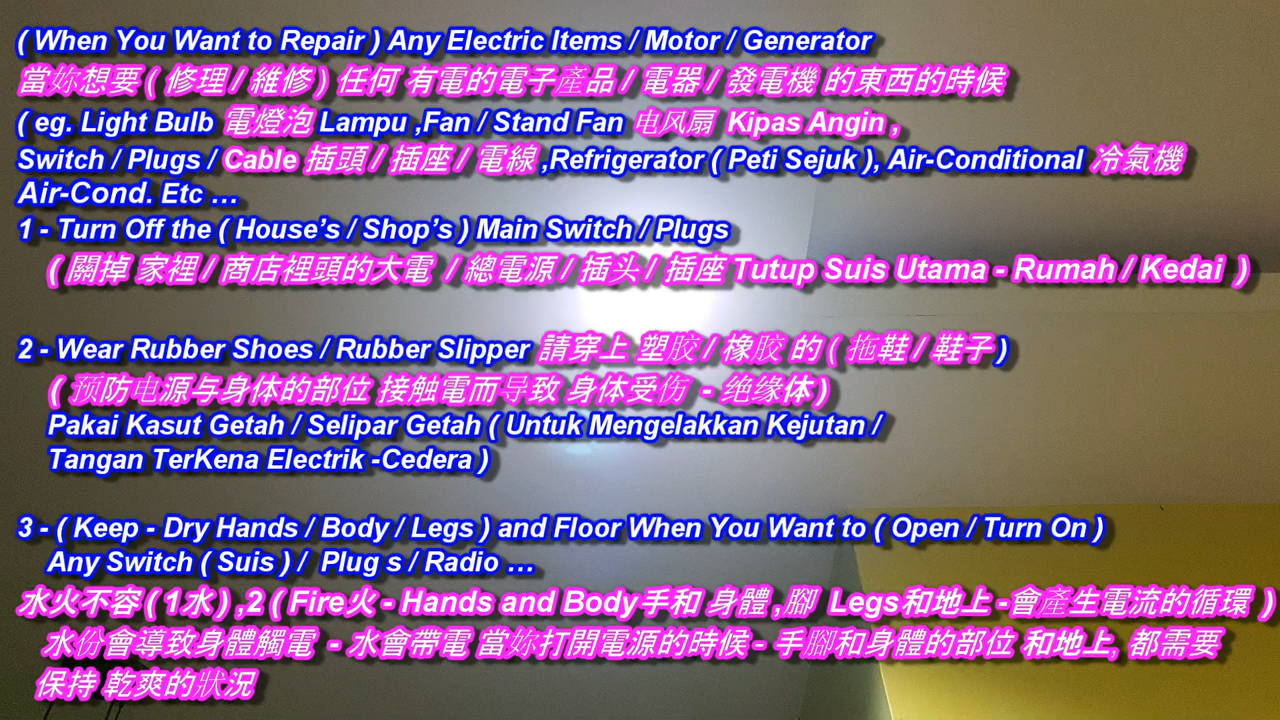 ( When You Want to Repair ) Any Electric Items / Motor / Generator
當妳想要 ( 修理 / 維修 ) 任何 有電的電子產品 / 電器 / 發電機 的東西的時候
( eg. Light Bulb 電燈泡 Lampu ,Fan / Stand Fan 电风扇 Kipas Angin ,
Switch / Plugs / Cable 插頭 / 插座 / 電線 ,Refrigerator ( Peti Sejuk ), Air-Conditional 冷氣機
Air-Cond. Etc …
1 - Turn Off the ( House’s / Shop’s ) Main Switch / Plugs
( 關掉 家裡 / 商店裡頭的大電 / 總電源 / 插头 / 插座 Tutup Suis Utama - Rumah / Kedai )
2 - Wear Rubber Shoes / Rubber Slipper 請穿上 塑胶 / 橡胶 的 ( 拖鞋 / 鞋子 )
( 预防电源与身体的部位 接触電而导致 身体受伤 - 绝缘体 )
Pakai Kasut Getah / Selipar Getah ( Untuk Mengelakkan Kejutan /
Tangan TerKena Electrik -Cedera )
3 - ( Keep - Dry Hands / Body / Legs ) and Floor When You Want to ( Open / Turn On )
Any Switch ( Suis ) / Plug s / Radio …
水火不容 ( 1水 ) ,2 ( Fire火 - Hands and Body手和 身體 ,腳 Legs和地上 -會產生電流的循環 )
水份會導致身體觸電 - 水會帶電 當妳打開電源的時候 - 手腳和身體的部位 和地上, 都需要
保持 乾爽的狀況